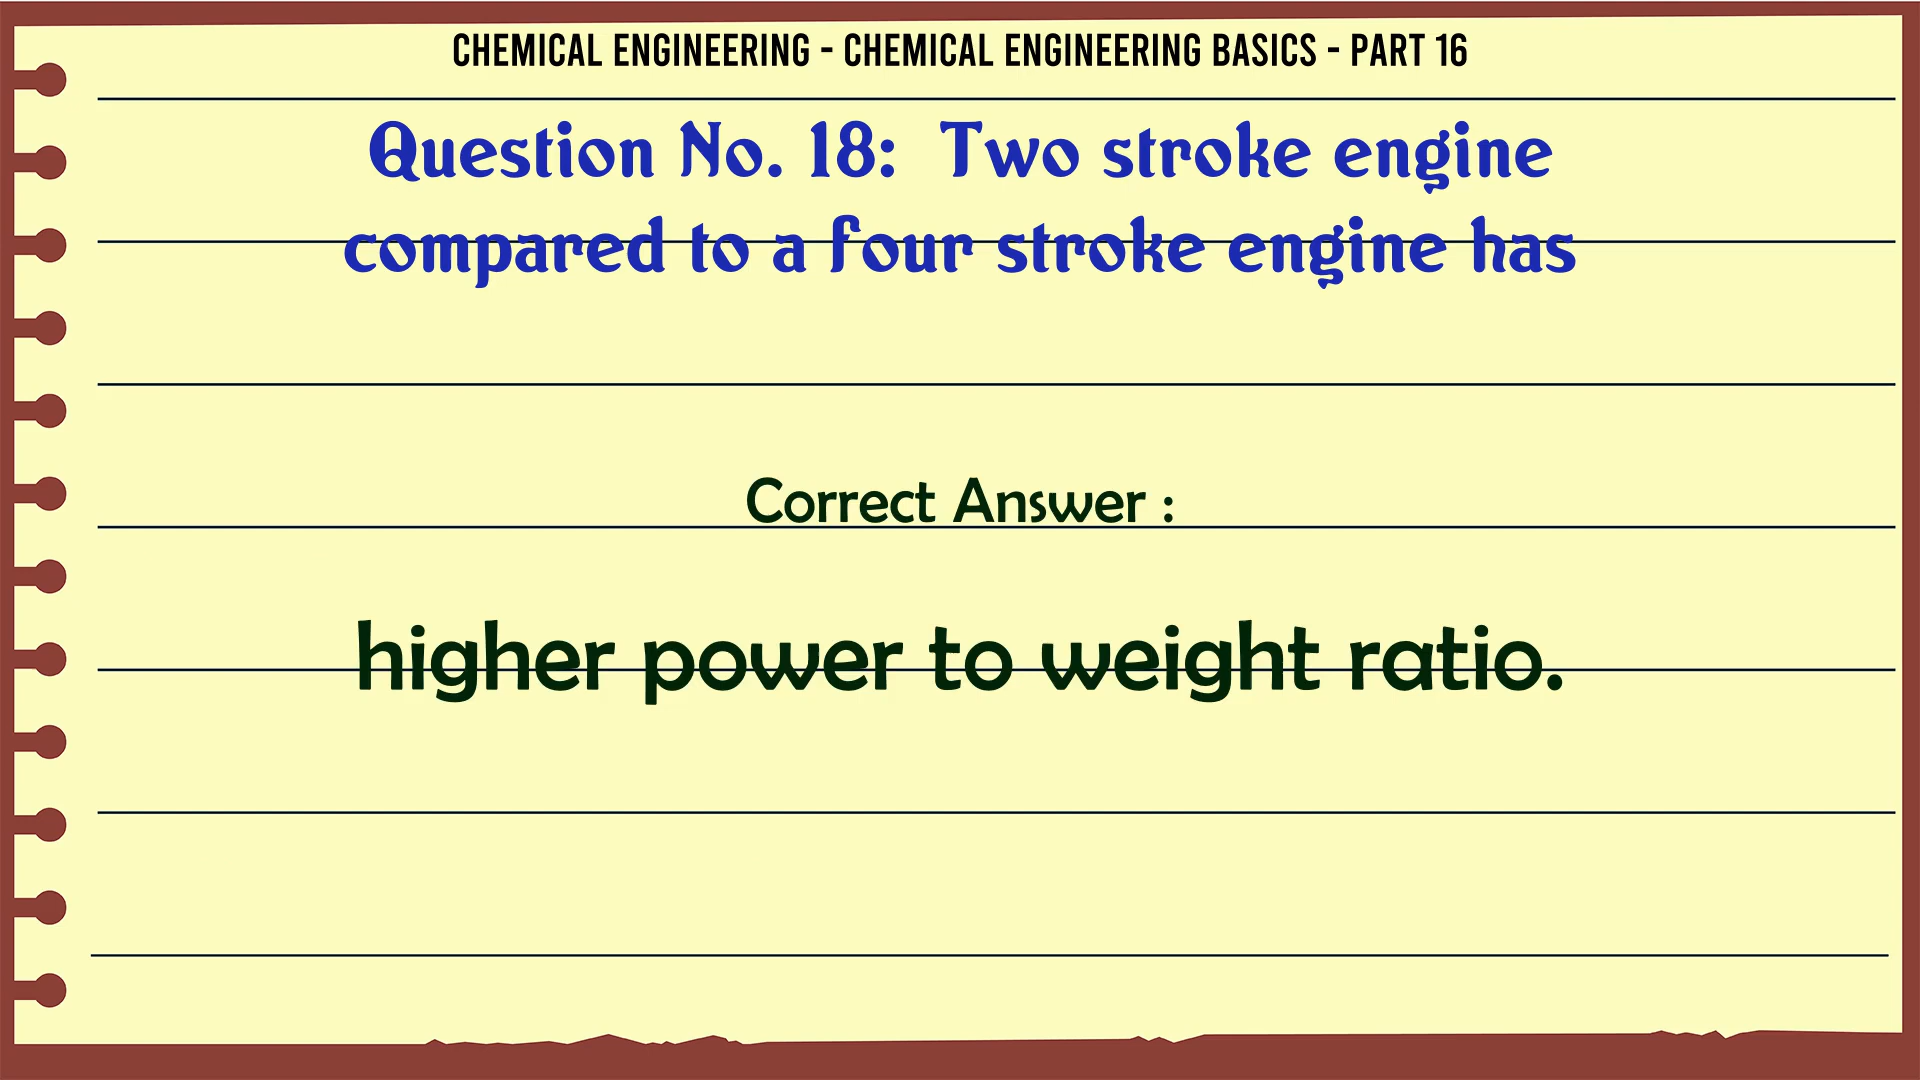 CHEMICAL ENGINEERING - CHEMICAL ENGINEERING BASICS - PART 16
Question No. 18: Two stroke engine
compared to a four stroke engine has
Correct Answer :
higher power to weight ratio.